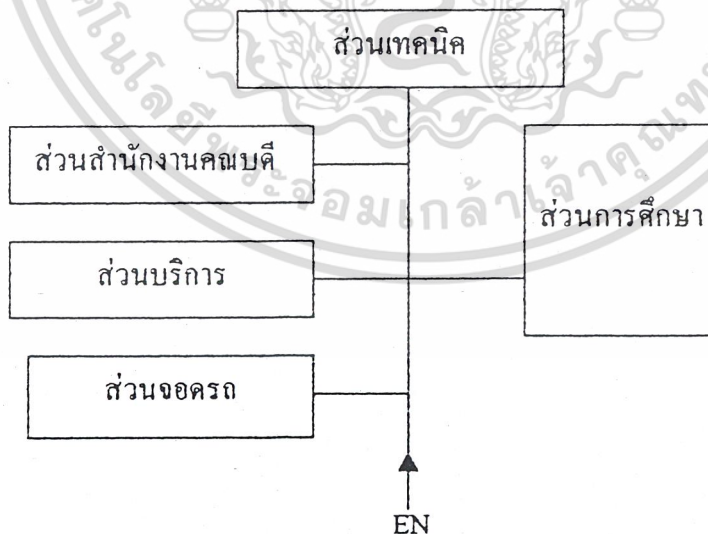 ส่วนเทคนิค
ส่วนสำนักงานคณบดี
ส่วนการศึกษา
ส่วนบริการ
ส่วนจอดรถ
EN